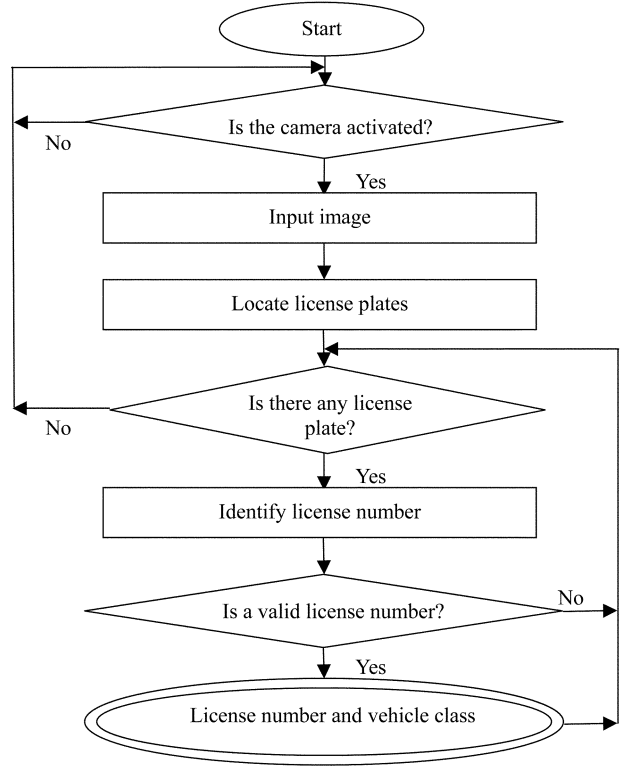 Start
Is the camera activated?
No
Yes
Input image
Locate license plates
Is there any license
plate?
No
Yes
Identify license number
Is a valid license number?
No
Yes
License number and vehicle class